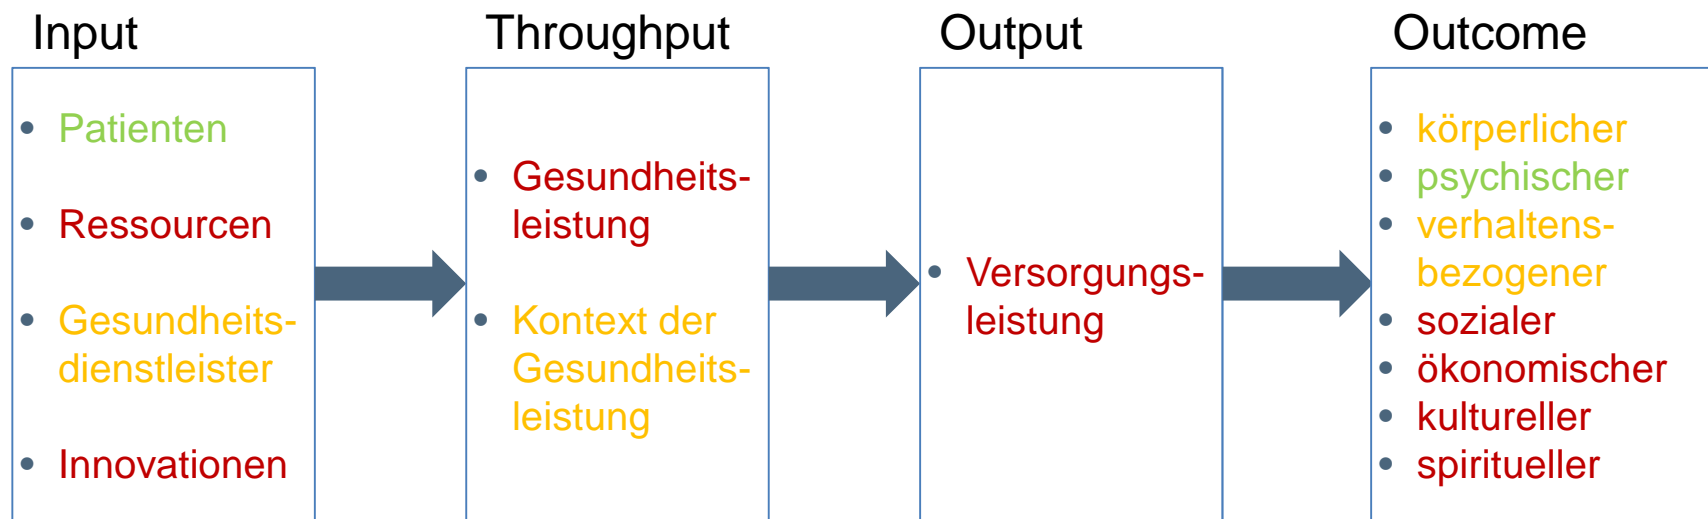 Input
• Patienten
• Ressourcen
• Gesundheits-
dienstleister
• Innovationen
Throughput
• Gesundheits-
leistung
• Kontext der
Gesundheits-
leistung
Output
• Versorgungs-
leistung
Outcome
• körperlicher
• psychischer
• verhaltens-
bezogener
• sozialer
• ökonomischer
• kultureller
• spiritueller